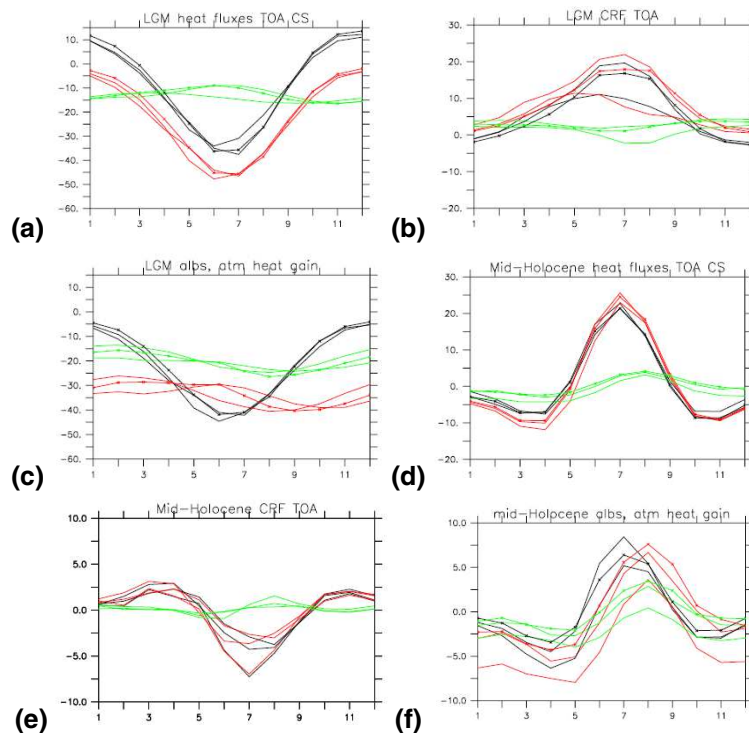 LGM heat fluxes TOA CS
10.
0.
-10.
-20.
-30.
-40.
-50.
-60.
1 3 5 7 9 11
(a)
LGM CRF TOA
30.
20.
10.
0.
-10.
-20.
1 3 5 7 9 11
(b)
LGM albs, atm heat gain
10.
0.
-10.
-20.
-30.
-40.
-50.
-60.
1 3 5 7 9 11
(c)
Mid-Holocene heat fluxes TOA CS
30.
20.
10.
0.
-10.
-20.
1 3 5 7 9 11
(d)
Mid-Holocene CRF TOA
10.0
5.0
0.0
-5.0
-10.0
1 3 5 7 9 11
(e)
mid-Holocene albs, atm heat gain
10.0
5.0
0.0
-5.0
-10.0
1 3 5 7 9 11
(f)